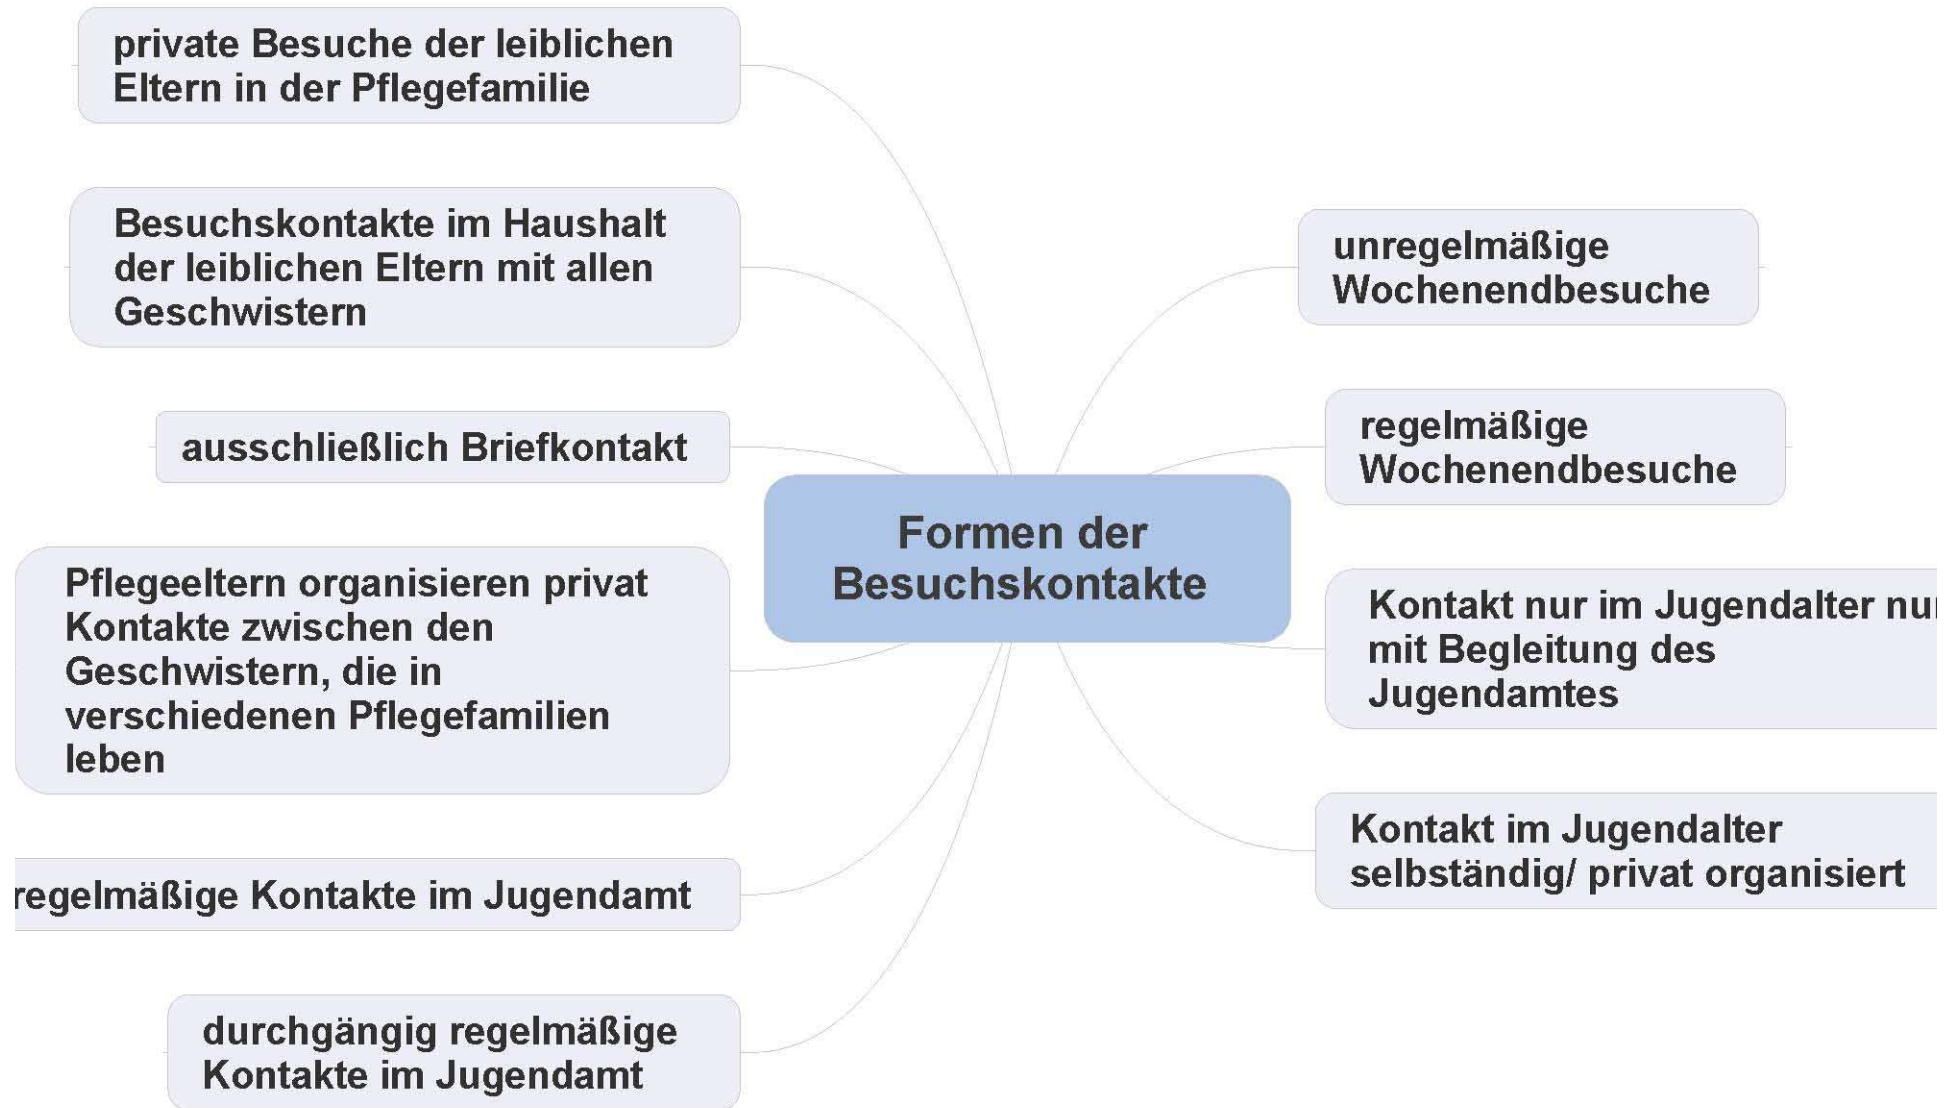 private Besuche der leiblichen
Eltern in der Pflegefamilie
Besuchskontakte im Haushalt
der leiblichen Eltern mit allen
Geschwistern
ausschließlich Briefkontakt
Pflegeeltern organisieren privat
Kontakte zwischen den
Geschwistern, die in
verschiedenen Pflegefamilien
leben
regelmäßige Kontakte im Jugendamt
durchgängig regelmäßige
Kontakte im Jugendamt
Formen der
Besuchskontakte
unregelmäßige
Wochenendbesuche
regelmäßige
Wochenendbesuche
Kontakt nur im Jugendalter nur
mit Begleitung des
Jugendamtes
Kontakt im Jugendalter
selbständig/ privat organisiert